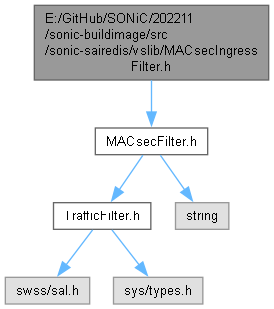 E:/GitHub/SONiC/202211
/sonic-buildimage/src
/sonic-sairedis/vslib/MACsecIngress
Filter.h
MACsecFilter.h
TrafficFilter.h
string
swss/sal.h
sys/types.h